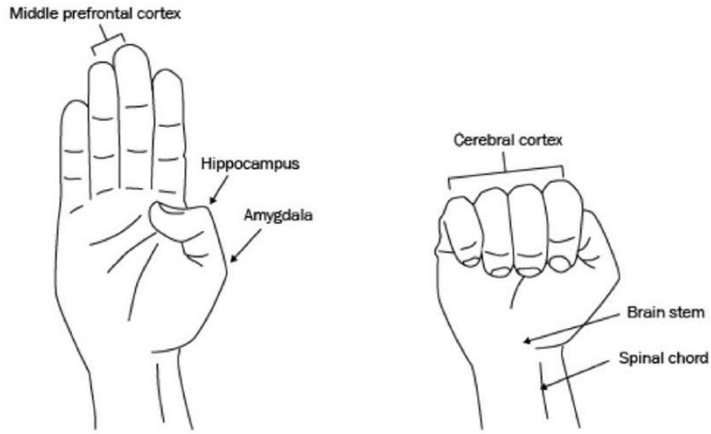 Middle prefrontal cortex
Hippocampus
Amygdala
Cerebral cortex
Brain stem
Spinal chord